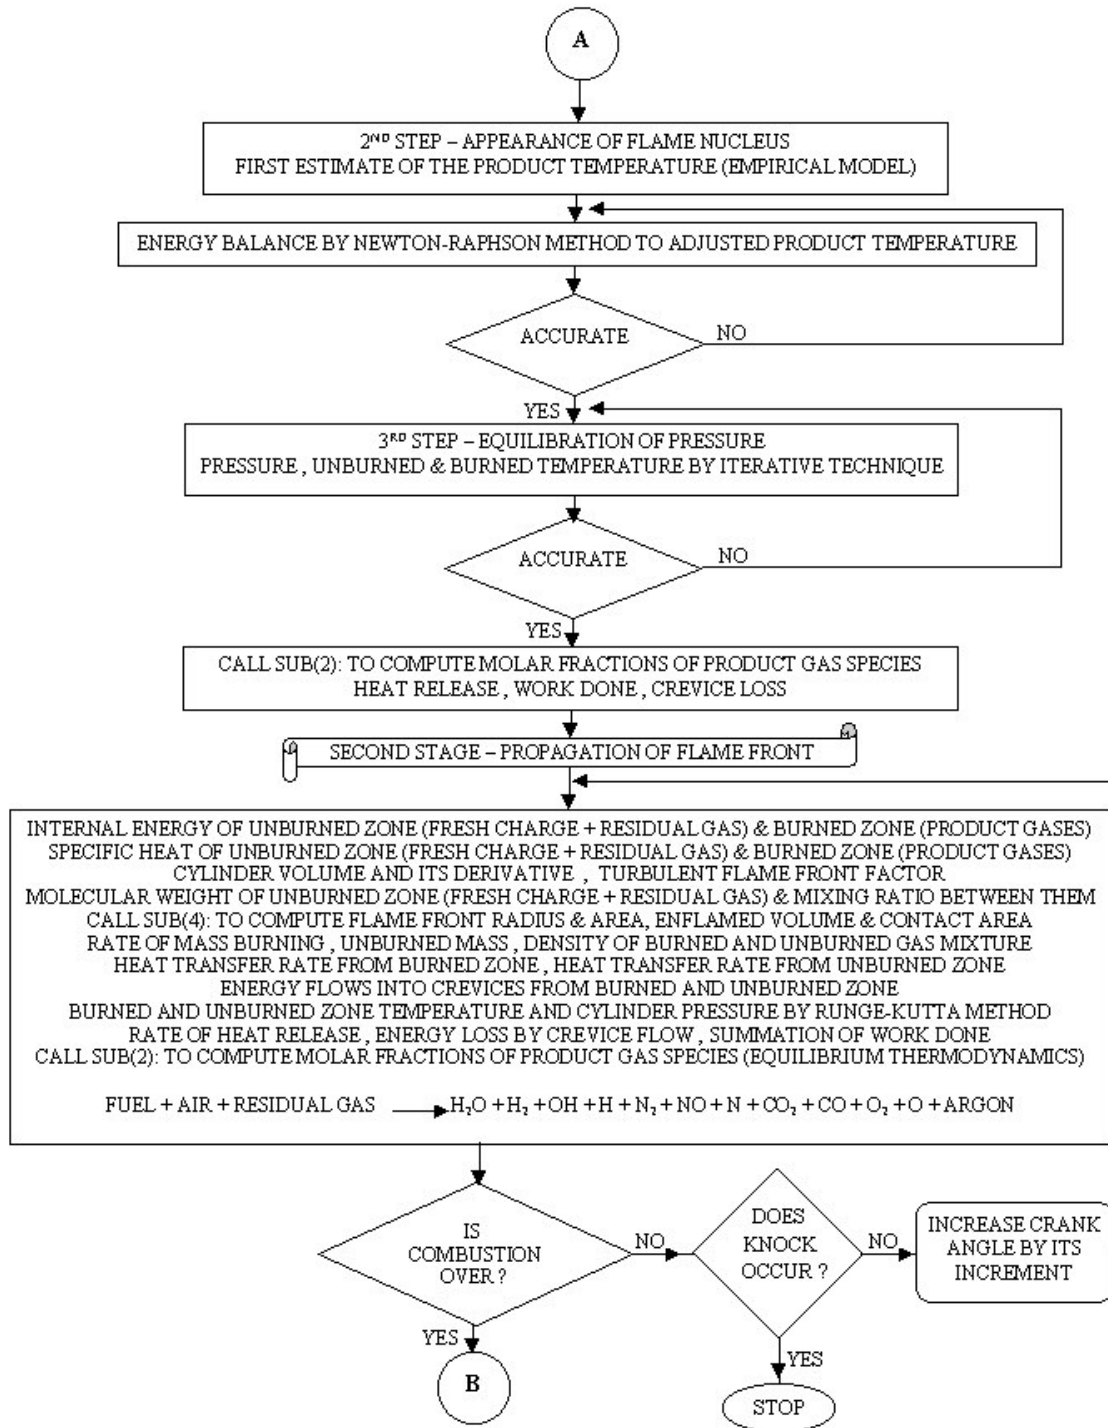 A
2ND STEP – APPEARANCE OF FLAME NUCLEUS
FIRST ESTIMATE OF THE PRODUCT TEMPERATURE (EMPIRICAL MODEL)
ENERGY BALANCE BY NEWTON-RAPHSON METHOD TO ADJUSTED PRODUCT TEMPERATURE
ACCURATE
NO
YES
3RD STEP – EQUILIBRATION OF PRESSURE
PRESSURE , UNBURNED & BURNED TEMPERATURE BY ITERATIVE TECHNIQUE
ACCURATE
NO
YES
CALL SUB(2): TO COMPUTE MOLAR FRACTIONS OF PRODUCT GAS SPECIES
HEAT RELEASE , WORK DONE , CREVICE LOSS
SECOND STAGE – PROPAGATION OF FLAME FRONT
INTERNAL ENERGY OF UNBURNED ZONE (FRESH CHARGE + RESIDUAL GAS) & BURNED ZONE (PRODUCT GASES)
SPECIFIC HEAT OF UNBURNED ZONE (FRESH CHARGE + RESIDUAL GAS) & BURNED ZONE (PRODUCT GASES)
CYLINDER VOLUME AND ITS DERIVATIVE , TURBULENT FLAME FRONT FACTOR
MOLECULAR WEIGHT OF UNBURNED ZONE (FRESH CHARGE + RESIDUAL GAS) & MIXING RATIO BETWEEN THEM
CALL SUB(4): TO COMPUTE FLAME FRONT RADIUS & AREA, ENFLAMED VOLUME & CONTACT AREA
RATE OF MASS BURNING , UNBURNED MASS , DENSITY OF BURNED AND UNBURNED GAS MIXTURE
HEAT TRANSFER RATE FROM BURNED ZONE , HEAT TRANSFER RATE FROM UNBURNED ZONE
ENERGY FLOWS INTO CREVICES FROM BURNED AND UNBURNED ZONE
BURNED AND UNBURNED ZONE TEMPERATURE AND CYLINDER PRESSURE BY RUNGE-KUTTA METHOD
RATE OF HEAT RELEASE , ENERGY LOSS BY CREVICE FLOW , SUMMATION OF WORK DONE
CALL SUB(2): TO COMPUTE MOLAR FRACTIONS OF PRODUCT GAS SPECIES (EQUILIBRIUM THERMODYNAMICS)
FUEL + AIR + RESIDUAL GAS → H₂O + H₂ + OH + H + N₂ + NO + N + CO₂ + CO + O₂ + O + ARGON
IS
COMBUSTION
OVER ?
NO
DOES
KNOCK
OCCUR ?
NO
INCREASE CRANK
ANGLE BY ITS
INCREMENT
YES
B
YES
STOP